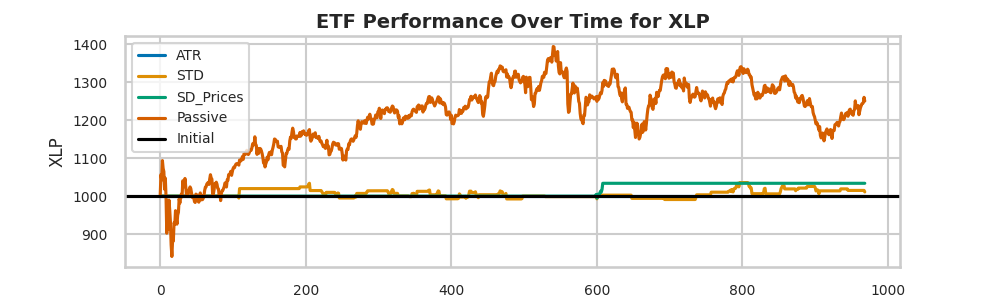 ETF Performance Over Time for XLP
XLP
1400
1300
1200
1100
1000
900
ATR
STD
SD_Prices
Passive
Initial
0
200
400
600
800
1000